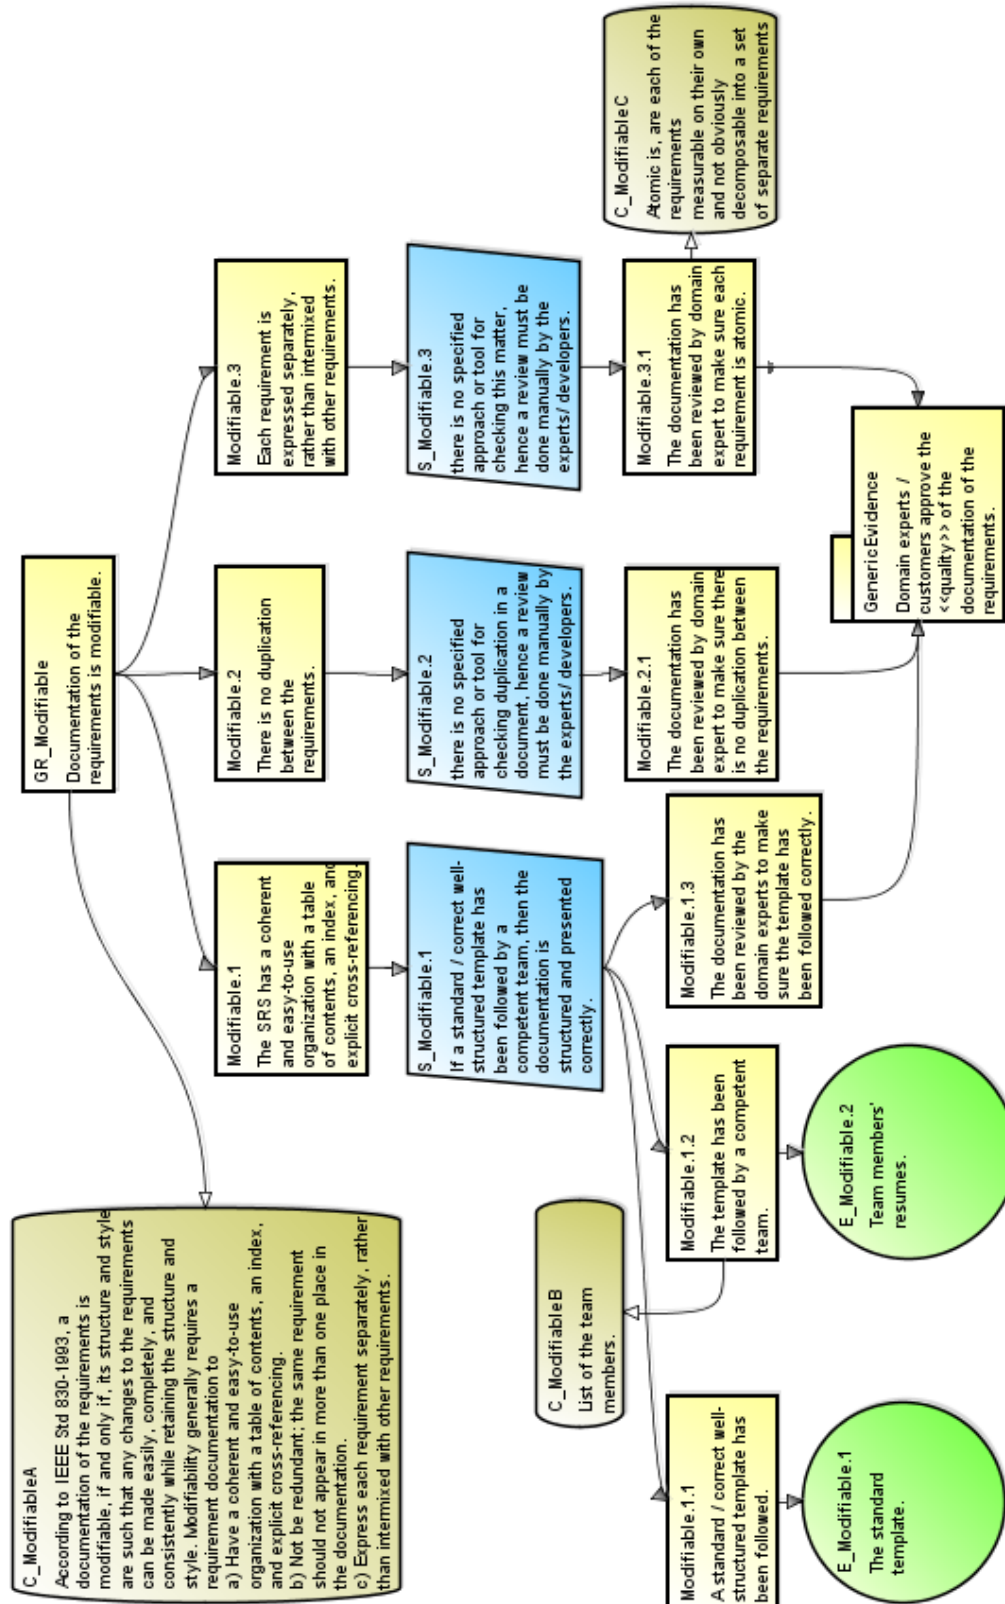 C_ModifiableA
According to IEEE Std 830-1993, a
documentation of the requirements is
modifiable, if and only if, its structure and style
are such that any changes to the requirements
can be made easily, completely, and
consistently while retaining the structure and
style. Modifiability generally requires a
requirement documentation to
a) Have a coherent and easy-to-use
organization with a table of contents, an index,
and explicit cross-referencing.
b) Not be redundant; the same requirement
should not appear in more than one place in
the documentation.
c) Express each requirement separately, rather
than intermixed with other requirements.
GR_Modifiable
Documentation of the
requirements is modifiable.
Modifiable.1
The SRS has a coherent
and easy-to-use
organization with a table
of contents, an index, and
explicit cross-referencing.
Modifiable.2
There is no duplication
between the
requirements.
Modifiable.3
Each requirement is
expressed separately,
rather than intermixed
with other requirements.
S_Modifiable.1
If a standard / correct well-
structured template has
been followed by a
competent team, then the
documentation is
structured and presented
correctly.
S_Modifiable.2
there is no specified
approach or tool for
checking duplication in a
document, hence a review
must be done manually by
the experts/ developers.
S_Modifiable.3
there is no specified
approach or tool for
checking this matter,
hence a review must be
done manually by the
experts/ developers.
C_ModifiableB
List of the team
members.
Modifiable.1.1
A standard / correct well-
structured template has
been followed.
Modifiable.1.2
The template has been
followed by a competent
team.
Modifiable.1.3
The documentation has
been reviewed by the
domain experts to make
sure the template has
been followed correctly.
Modifiable.2.1
The documentation has
been reviewed by domain
expert to make sure there
is no duplication between
the requirements.
Modifiable.3.1
The documentation has
been reviewed by domain
expert to make sure each
requirement is atomic.
C_ModifiableC
Atomic is, are each of the
requirements
measurable on their own
and not obviously
decomposable into a set
of separate requirements
E_Modifiable.1
The standard
template.
E_Modifiable.2
Team members'
resumes.
GenericEvidence
Domain experts /
customers approve the
<<quality>> of the
documentation of the
requirements.